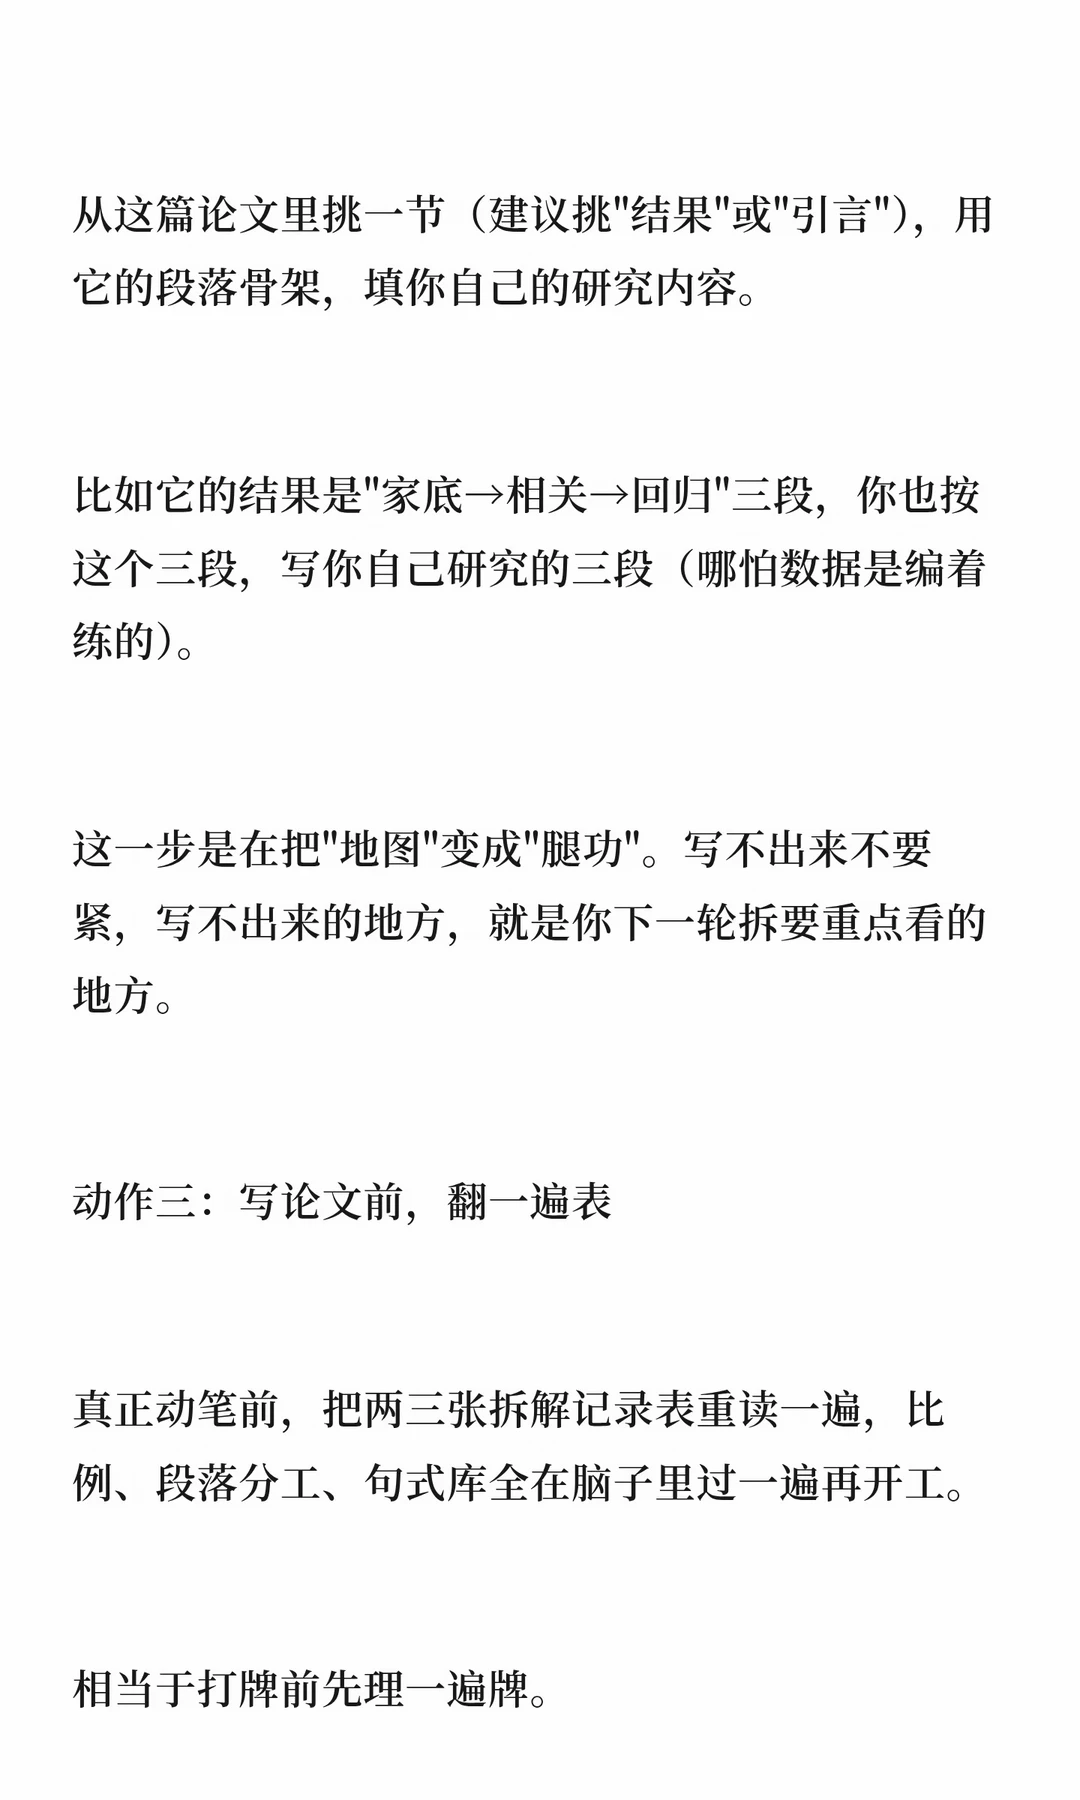 从这篇论文里挑一节（建议挑"结果"或"引言"），用
它的段落骨架，填你自己的研究内容。
比如它的结果是"家底→相关→回归"三段，你也按
这个三段，写你自己研究的三段（哪怕数据是编着
练的）。
这一步是在把"地图"变成"腿功"。写不出来不要
紧，写不出来的地方，就是你下一轮拆要重点看的
地方。
动作三：写论文前，翻一遍表
真正动笔前，把两三张拆解记录表重读一遍，比
例、段落分工、句式库全在脑子里过一遍再开工。
相当于打牌前先理一遍牌。